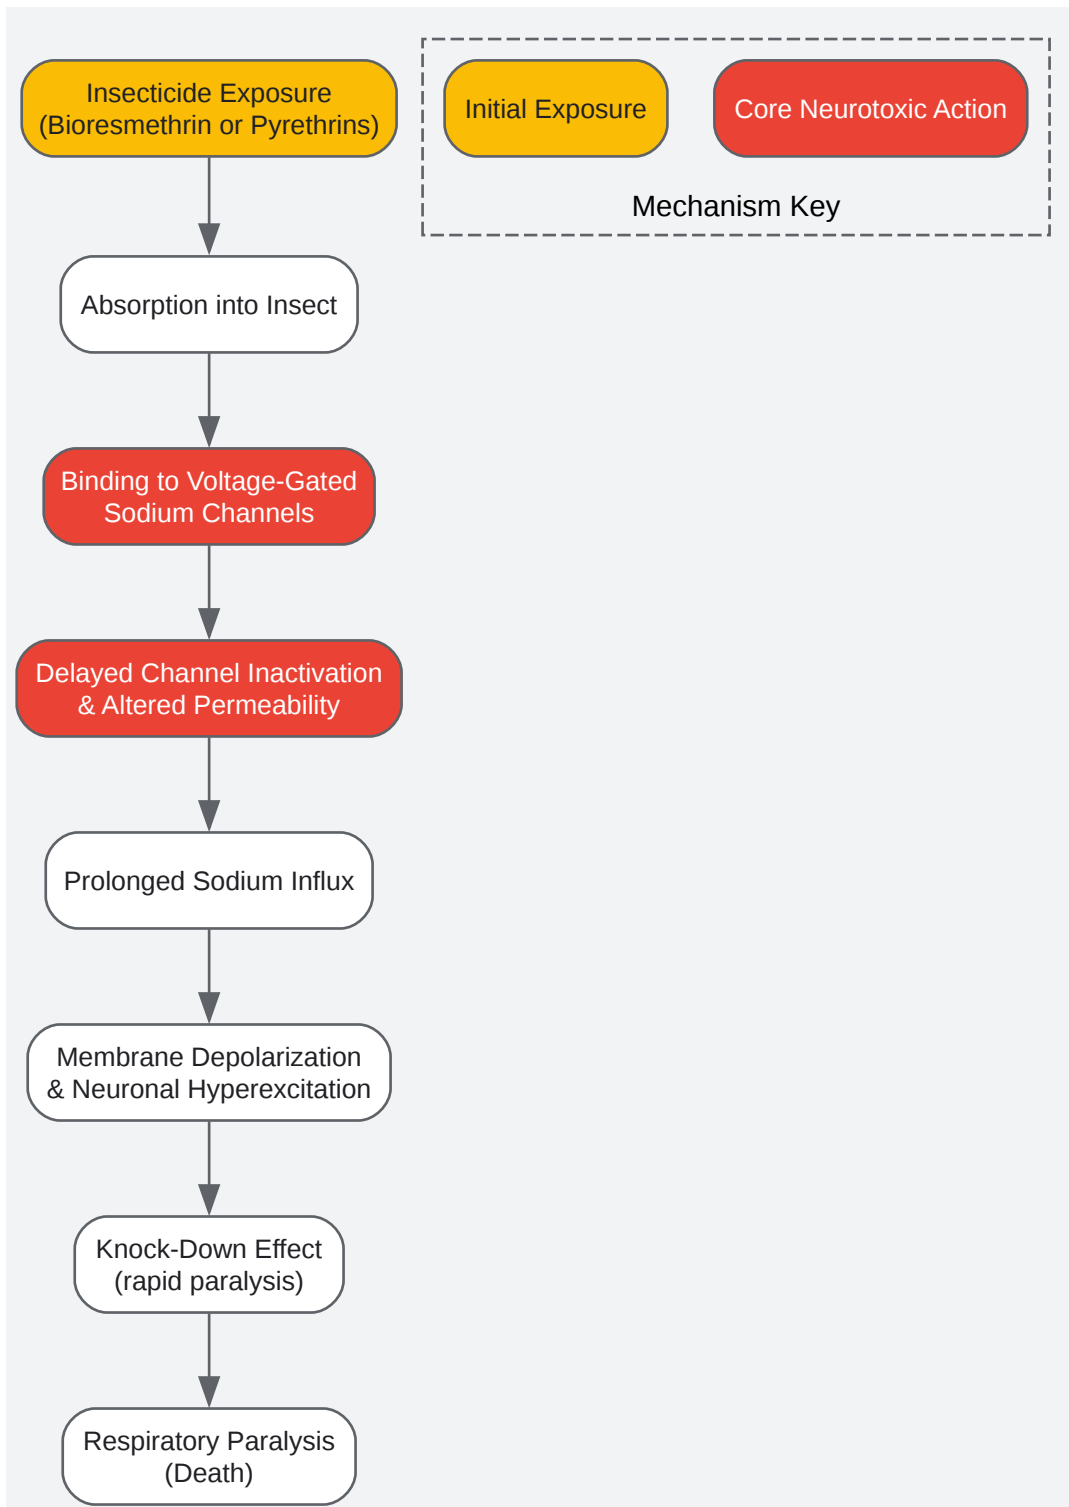 Insecticide Exposure
(Bioresmethrin or Pyrethrins)
Initial Exposure
Core Neurotoxic Action
Mechanism Key
Absorption into Insect
Binding to Voltage-Gated
Sodium Channels
Delayed Channel Inactivation
& Altered Permeability
Prolonged Sodium Influx
Membrane Depolarization
& Neuronal Hyperexcitation
Knock-Down Effect
(rapid paralysis)
Respiratory Paralysis
(Death)